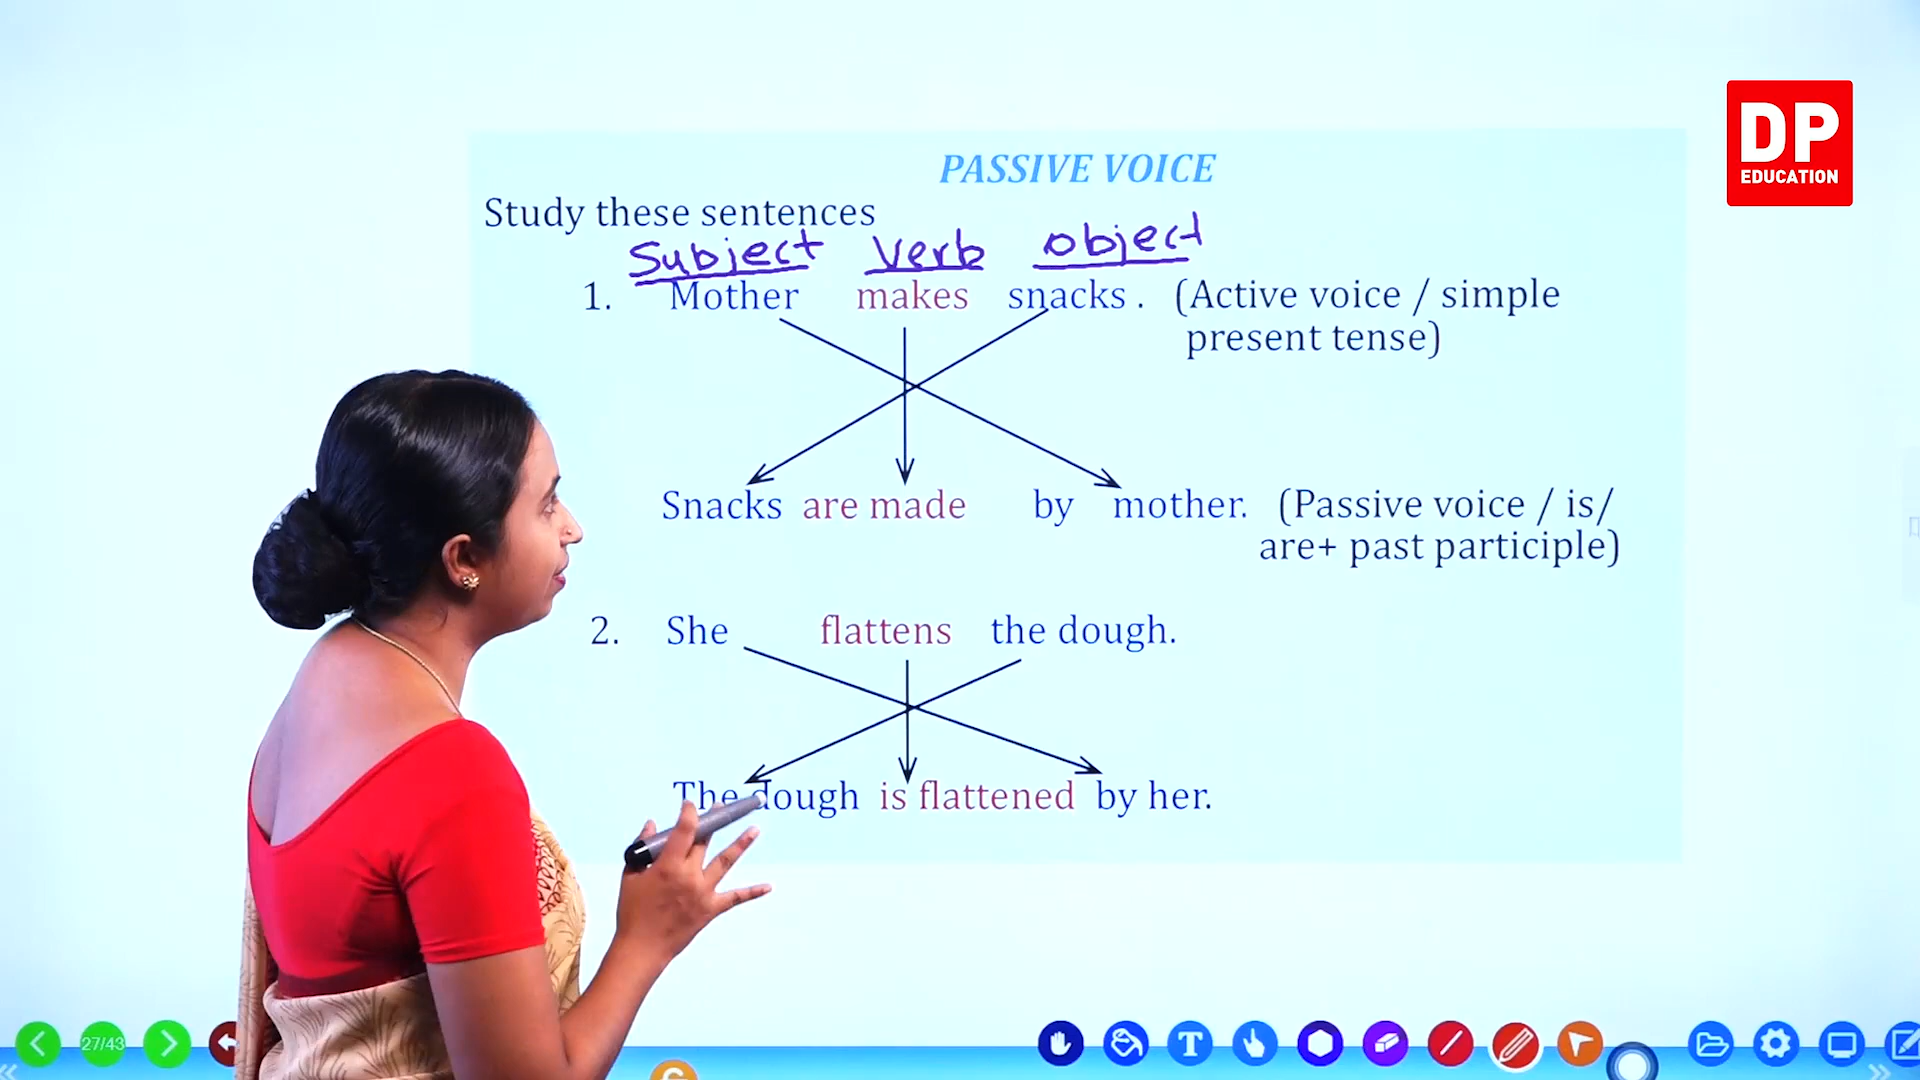 DP
EDUCATION
PASSIVE VOICE
Study these sentences
Subject verb object
1. Mother makes snacks . (Active voice / simple
present tense)
Snacks are made by mother. (Passive voice / is/
are+ past participle)
2. She flattens the dough.
The dough is flattened by her.
27/43
T